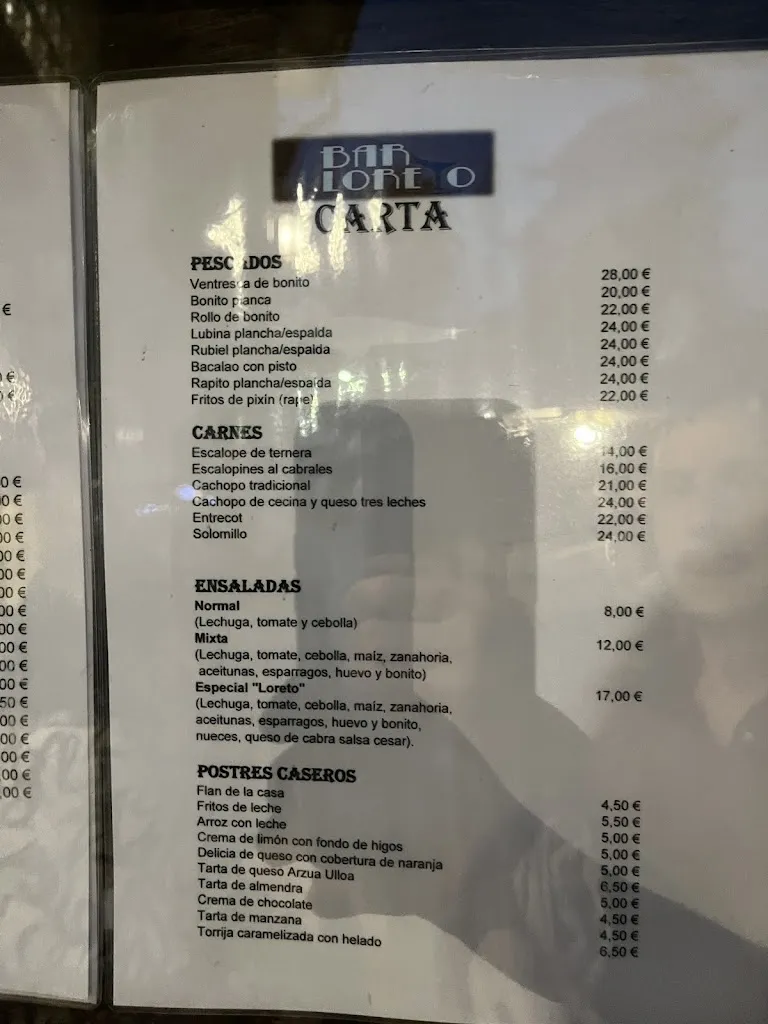 BAR
LORETO
CARTA
PESCADOS
Ventresca de bonito 28,00 €
Bonito planca 20,00 €
Rollo de bonito 22,00 €
Lubina plancha/espalda 24,00 €
Rubiel plancha/espalda 24,00 €
Bacalao con pisto 24,00 €
Rapito plancha/espalda 24,00 €
Fritos de pixín (rape) 22,00 €
CARNES
Escalope de ternera 14,00 €
Escalopines al cabrales 16,00 €
Cachopo tradicional 21,00 €
Cachopo de cecina y queso tres leches 24,00 €
Entrecot 22,00 €
Solomillo 24,00 €
ENSALADAS
Normal 8,00 €
(Lechuga, tomate y cebolla)
Mixta 12,00 €
(Lechuga, tomate, cebolla, maíz, zanahoria,
aceitunas, esparragos, huevo y bonito)
Especial "Loreto" 17,00 €
(Lechuga, tomate, cebolla, maíz, zanahoria,
aceitunas, esparragos, huevo y bonito,
nueces, queso de cabra salsa cesar).
POSTRES CASEROS
Flan de la casa 4,50 €
Fritos de leche 5,50 €
Arroz con leche 5,00 €
Crema de limón con fondo de higos 5,00 €
Delicia de queso con cobertura de naranja 5,00 €
Tarta de queso Arzua Ulloa 6,50 €
Tarta de almendra 5,00 €
Crema de chocolate 4,50 €
Tarta de manzana 4,50 €
Torrija caramelizada con helado 6,50 €